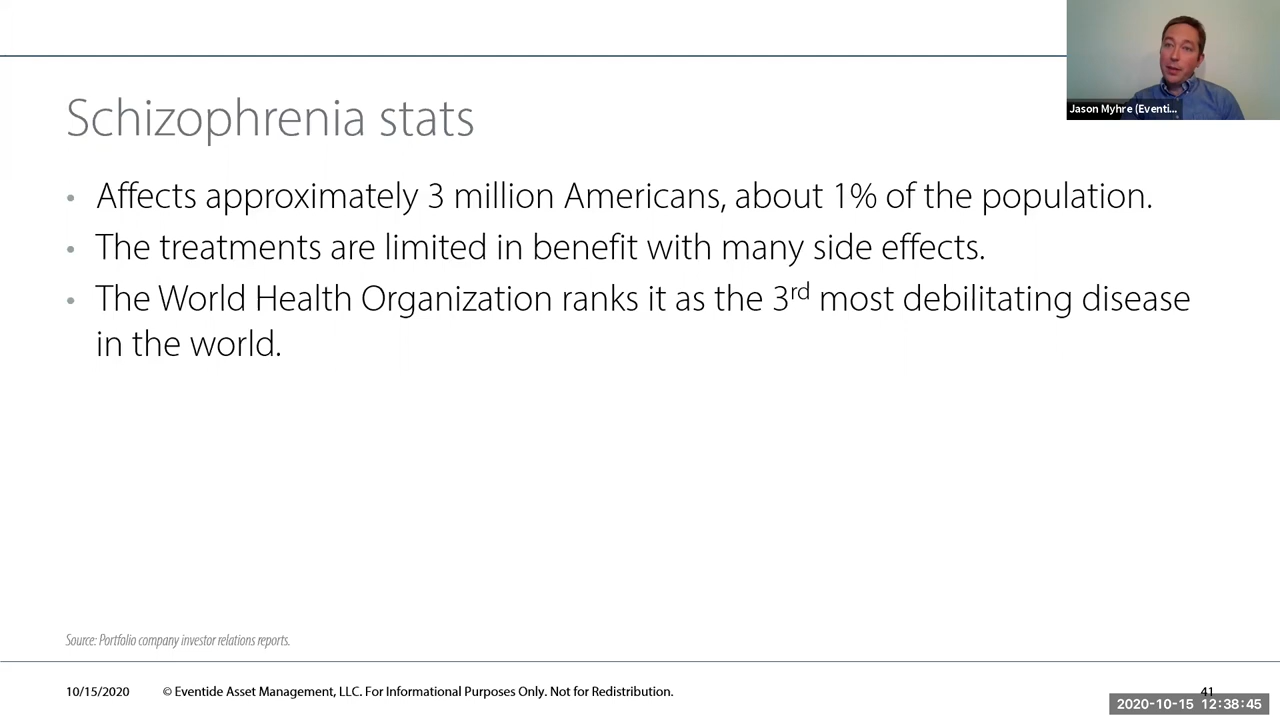 Jason Myhre (Eventi...
Schizophrenia stats
• Affects approximately 3 million Americans, about 1% of the population.
• The treatments are limited in benefit with many side effects.
• The World Health Organization ranks it as the 3rd most debilitating disease
in the world.
Source: Portfolio company investor relations reports.
10/15/2020 © Eventide Asset Management, LLC. For Informational Purposes Only. Not for Redistribution. 41
2020-10-15 12:38:45